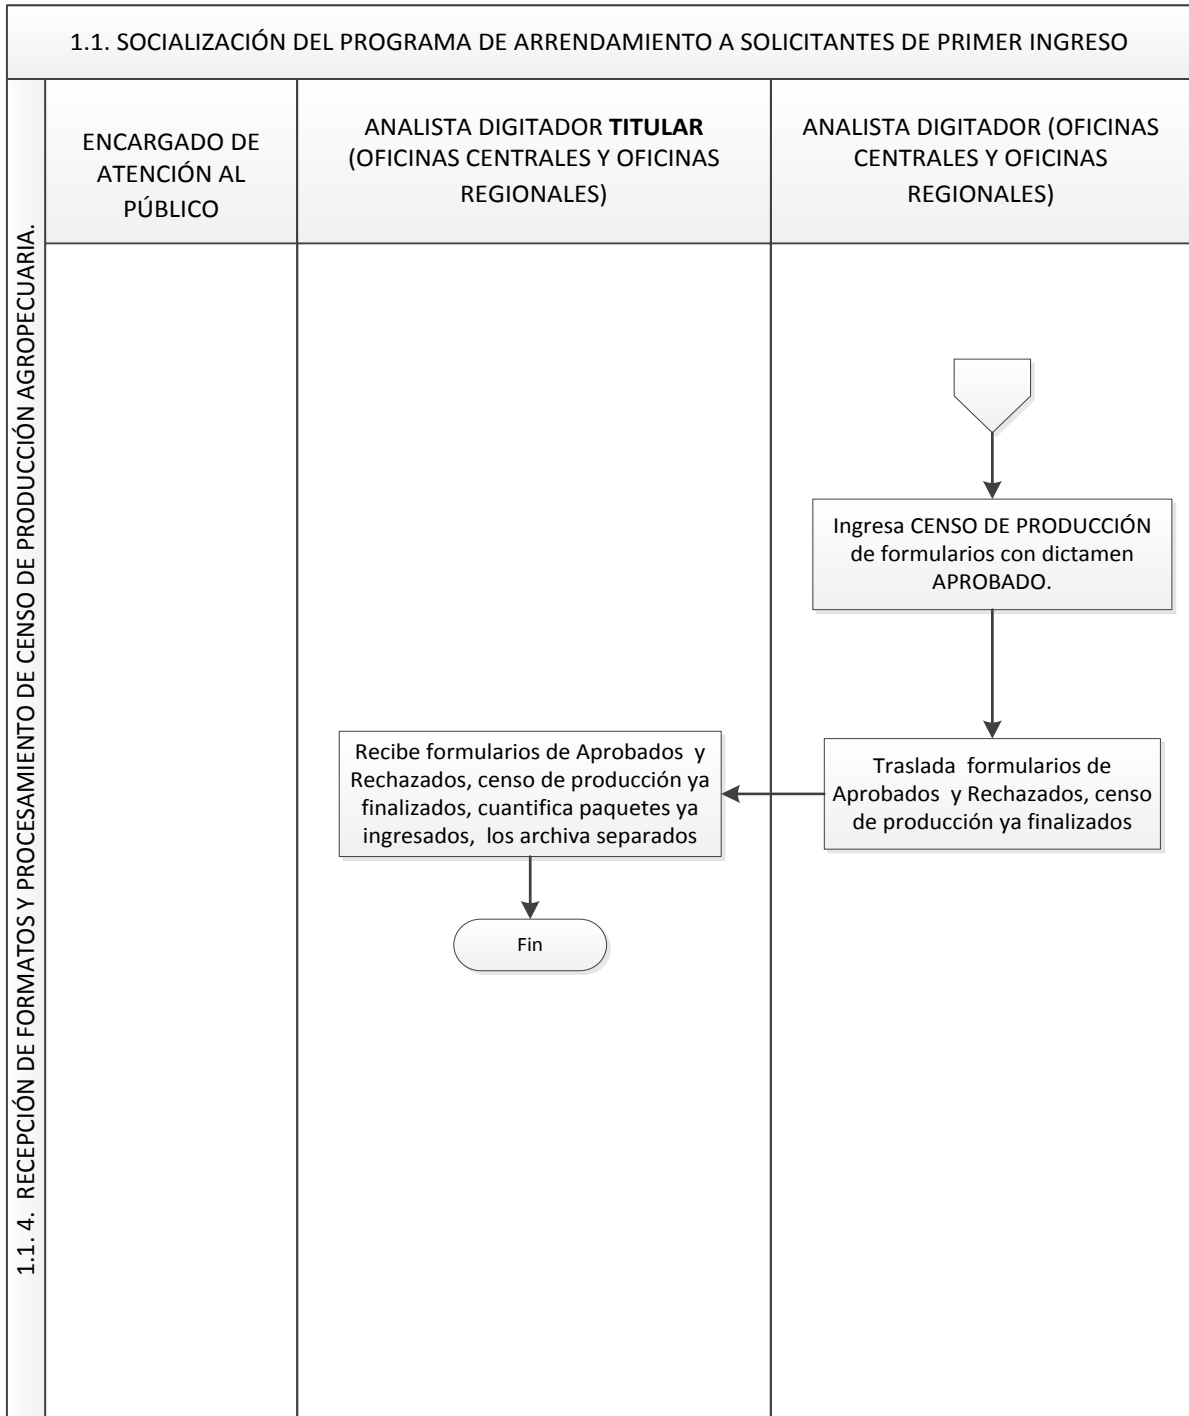 1.1. SOCIALIZACIÓN DEL PROGRAMA DE ARRENDAMIENTO A SOLICITANTES DE PRIMER INGRESO
1.1. 4.  RECEPCIÓN DE FORMATOS Y PROCESAMIENTO DE CENSO DE PRODUCCIÓN AGROPECUARIA.
ENCARGADO DE
ATENCIÓN AL
PÚBLICO
ANALISTA DIGITADOR TITULAR
(OFICINAS CENTRALES Y OFICINAS
REGIONALES)
ANALISTA DIGITADOR (OFICINAS
CENTRALES Y OFICINAS
REGIONALES)
Ingresa CENSO DE PRODUCCIÓN
de formularios con dictamen
APROBADO.
Traslada  formularios de
Aprobados  y Rechazados, censo
de producción ya finalizados
Recibe formularios de Aprobados  y
Rechazados, censo de producción ya
finalizados, cuantifica paquetes ya
ingresados,  los archiva separados
Fin